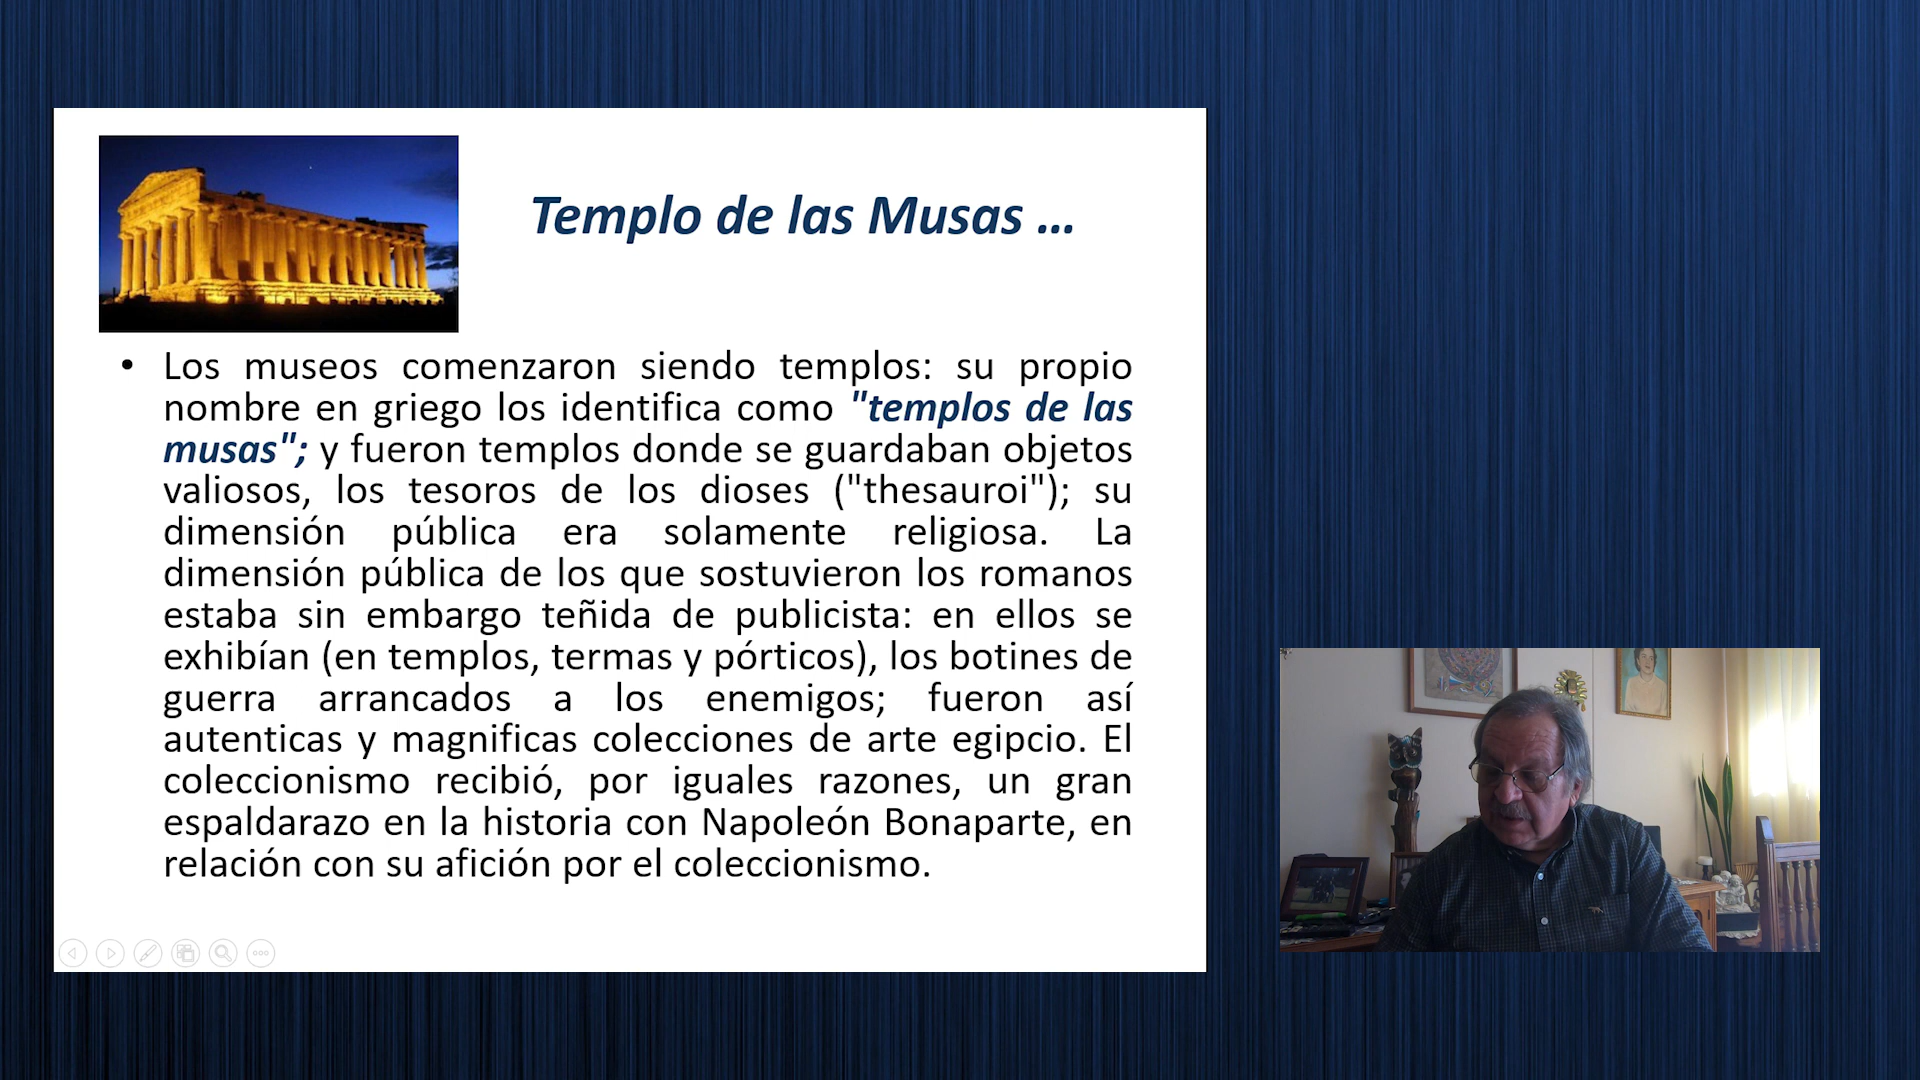 Templo de las Musas ...
• Los museos comenzaron siendo templos: su propio
nombre en griego los identifica como "templos de las
musas"; y fueron templos donde se guardaban objetos
valiosos, los tesoros de los dioses ("thesauroi"); su
dimensión pública era solamente religiosa. La
dimensión pública de los que sostuvieron los romanos
estaba sin embargo teñida de publicista: en ellos se
exhibían (en templos, termas y pórticos), los botines de
guerra arrancados a los enemigos; fueron así
autenticas y magnificas colecciones de arte egipcio. El
coleccionismo recibió, por iguales razones, un gran
espaldarazo en la historia con Napoleón Bonaparte, en
relación con su afición por el coleccionismo.